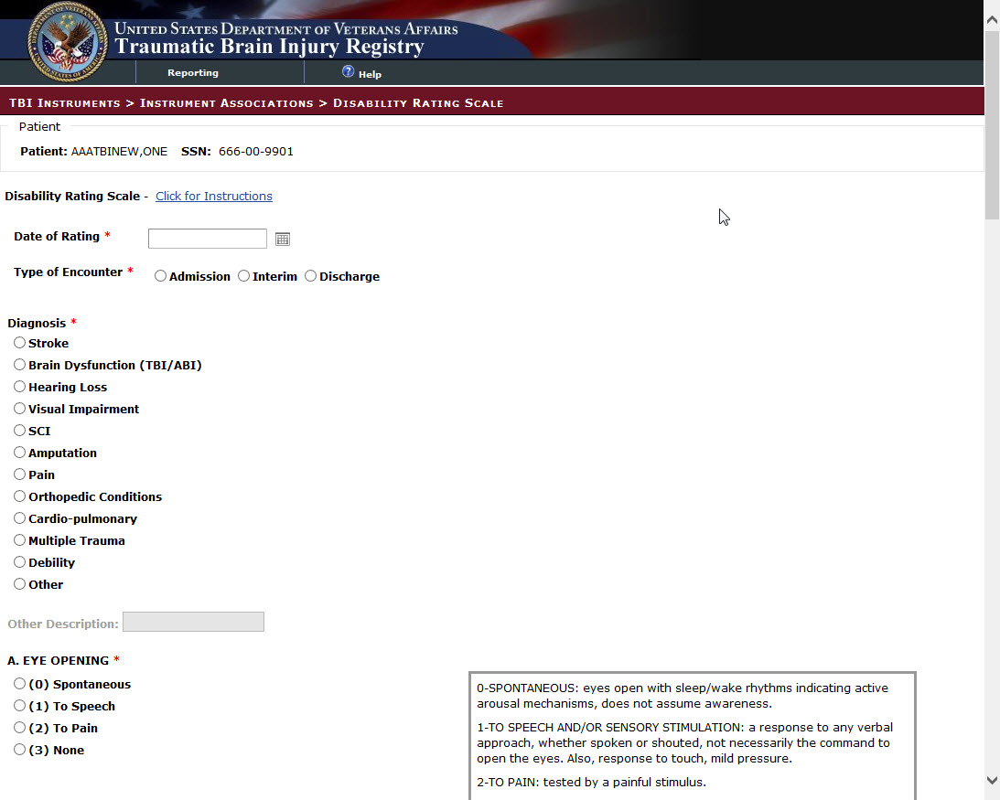 UNITED STATES DEPARTMENT OF VETERANS AFFAIRS
Traumatic Brain Injury Registry
Reporting
? Help
TBI INSTRUMENTS > INSTRUMENT ASSOCIATIONS > DISABILITY RATING SCALE
Patient
Patient: AAATBINEW,ONE SSN: 666-00-9901
Disability Rating Scale - Click for Instructions
Date of Rating *
Type of Encounter * Admission Interim Discharge
Diagnosis *
Stroke
Brain Dysfunction (TBI/ABI)
Hearing Loss
Visual Impairment
SCI
Amputation
Pain
Orthopedic Conditions
Cardio-pulmonary
Multiple Trauma
Debility
Other
Other Description:
A. EYE OPENING *
(0) Spontaneous
(1) To Speech
(2) To Pain
(3) None
0-SPONTANEOUS: eyes open with sleep/wake rhythms indicating active
arousal mechanisms, does not assume awareness.
1-TO SPEECH AND/OR SENSORY STIMULATION: a response to any verbal
approach, whether spoken or shouted, not necessarily the command to
open the eyes. Also, response to touch, mild pressure.
2-TO PAIN: tested by a painful stimulus.